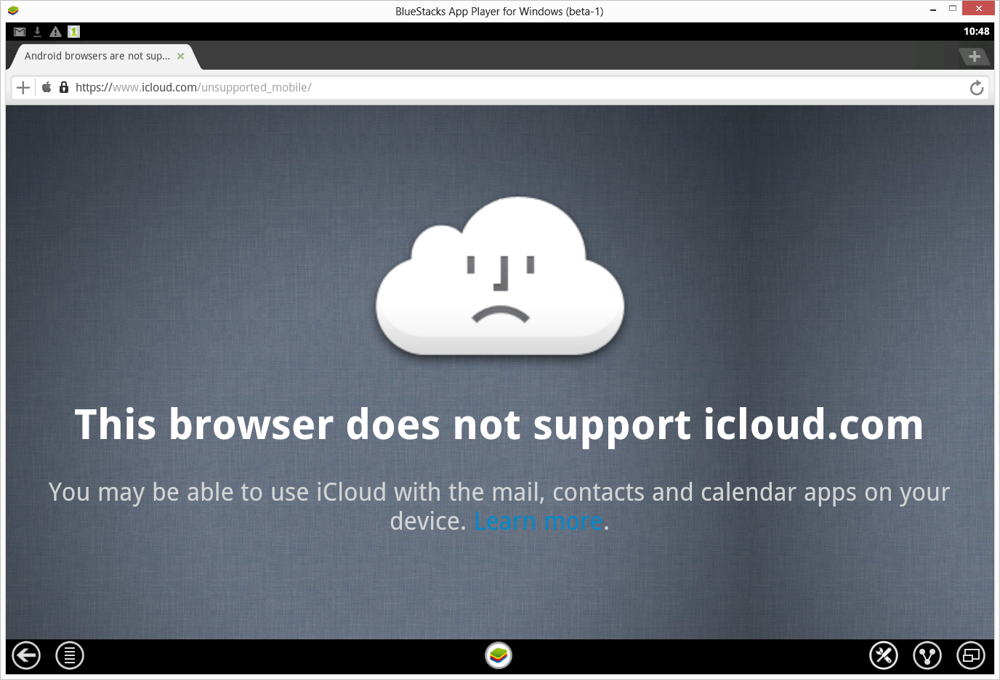 BlueStacks App Player for Windows (beta-1)
1
10:48
Android browsers are not sup...
https://www.icloud.com/unsupported_mobile/
This browser does not support icloud.com
You may be able to use iCloud with the mail, contacts and calendar apps on your
device. Learn more.